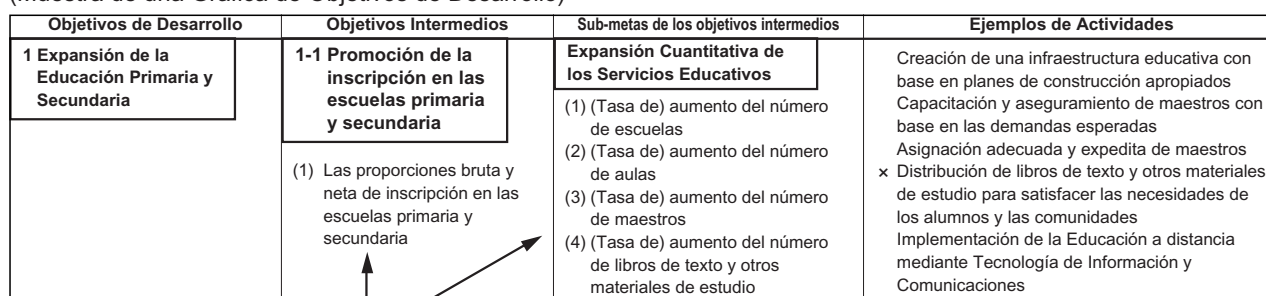 (Muestra de una Gráfica de Objetivos de Desarrollo)
Objetivos de Desarrollo
Objetivos Intermedios
Sub-metas de los objetivos intermedios
Ejemplos de Actividades
1 Expansión de la
Educación Primaria y
Secundaria
1-1 Promoción de la
inscripción en las
escuelas primaria
y secundaria
(1) Las proporciones bruta y
neta de inscripción en las
escuelas primaria y
secundaria
Expansión Cuantitativa de
los Servicios Educativos
(1) (Tasa de) aumento del número
de escuelas
(2) (Tasa de) aumento del número
de aulas
(3) (Tasa de) aumento del número
de maestros
(4) (Tasa de) aumento del número
de libros de texto y otros
materiales de estudio
Creación de una infraestructura educativa con
base en planes de construcción apropiados
Capacitación y aseguramiento de maestros con
base en las demandas esperadas
Asignación adecuada y expedita de maestros
× Distribución de libros de texto y otros materiales
de estudio para satisfacer las necesidades de
los alumnos y las comunidades
Implementación de la Educación a distancia
mediante Tecnología de Información y
Comunicaciones